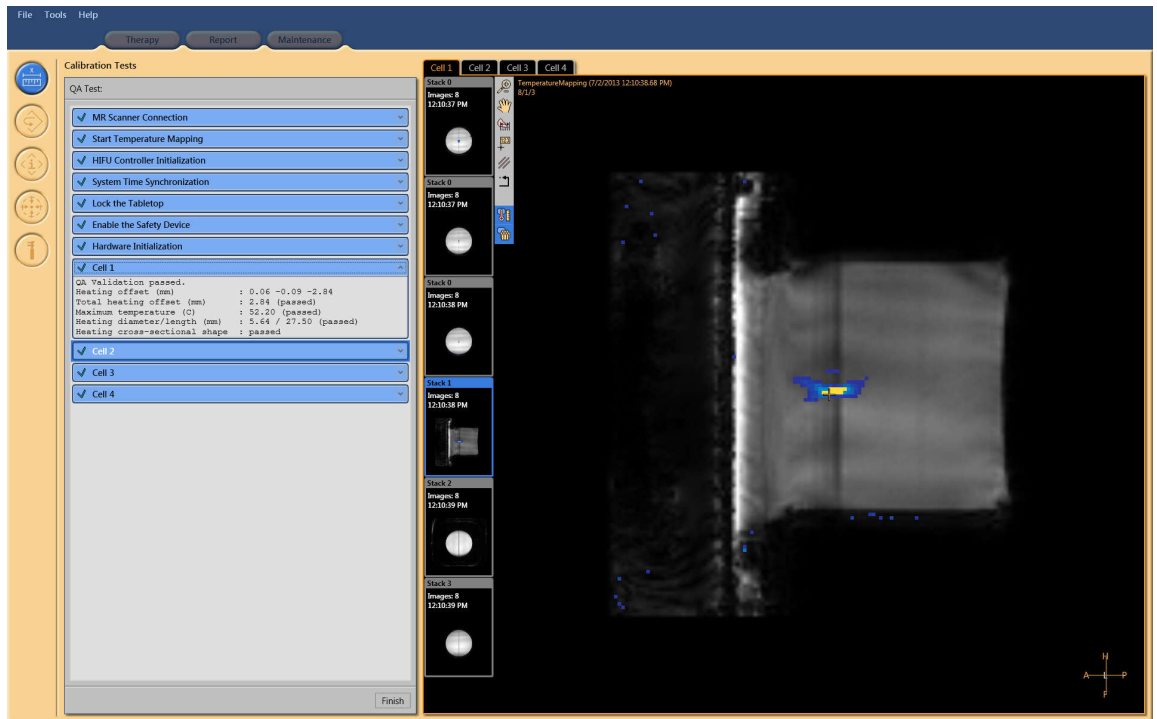 File Tools Help
Therapy Report Maintenance
Calibration Tests
QA Test:
MR Scanner Connection
Start Temperature Mapping
HIFU Controller Initialization
System Time Synchronization
Lock the Tabletop
Enable the Safety Device
Hardware Initialization
Cell 1
QA Validation passed.
Heating offset (mm) : 0.06 -0.09 -2.84
Total heating offset (mm) : 2.84 (passed)
Maximum temperature (C) : 52.20 (passed)
Heating diameter/length (mm) : 5.64 / 27.50 (passed)
Heating cross-sectional shape : passed
Cell 2
Cell 3
Cell 4
Finish
Cell 1 Cell 2 Cell 3 Cell 4
Stack 0
Images: 8
12:10:37 PM
Stack 0
Images: 8
12:10:37 PM
Stack 0
Images: 8
12:10:38 PM
Stack 1
Images: 8
12:10:38 PM
Stack 2
Images: 8
12:10:39 PM
Stack 3
Images: 8
12:10:39 PM
TemperatureMapping (7/2/2013 12:10:38.68 PM)
8/1/3
H
A L P
F